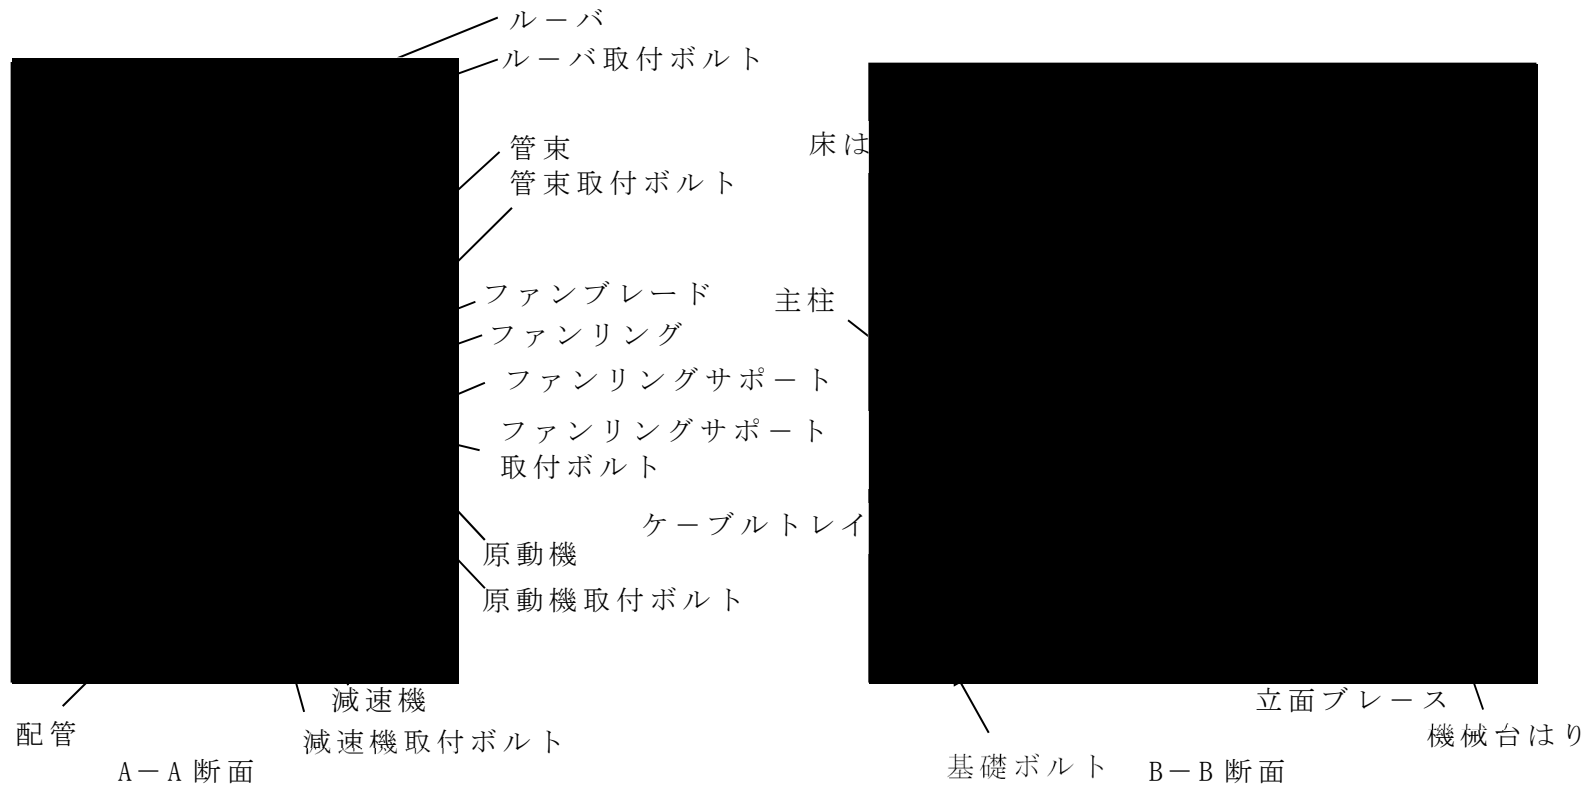 ルーバ
ルーバ取付ボルト
管束
管束取付ボルト
ファンブレード
ファンリング
ファンリングサポート
ファンリングサポート
取付ボルト
原動機
原動機取付ボルト
減速機
減速機取付ボルト
配管
A－A 断面
床は
主柱
ケーブルトレイ
立面ブレース
機械台はり
基礎ボルト
B－B 断面